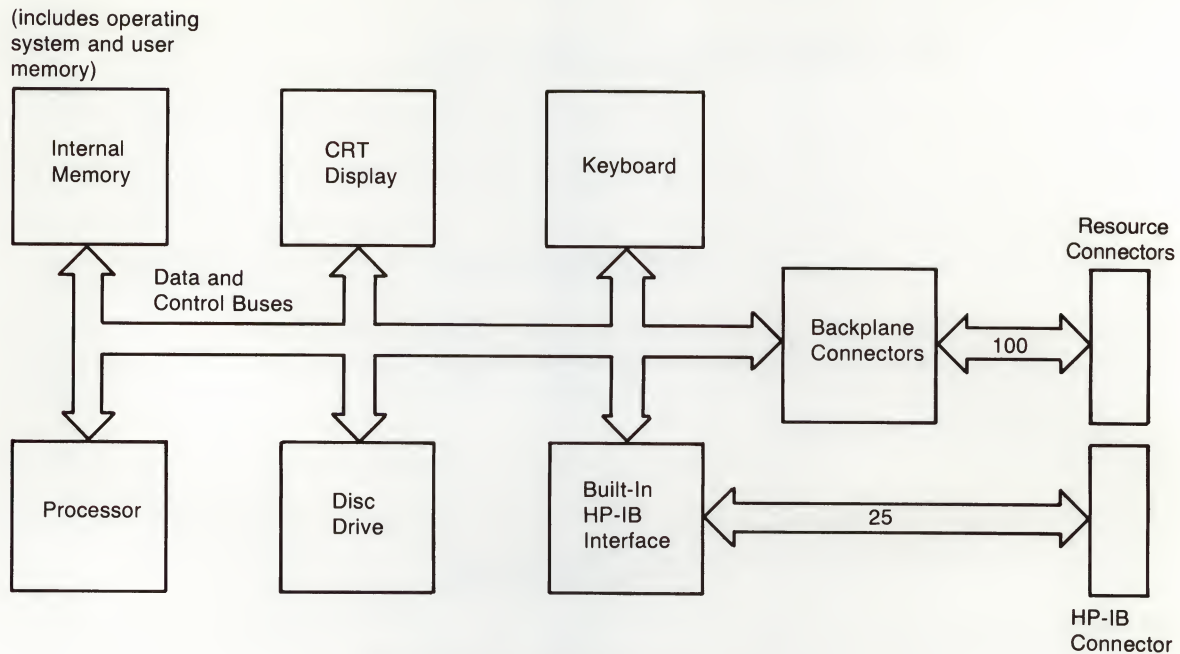 (includes operating
system and user
memory)
Internal
Memory
CRT
Display
Keyboard
Resource
Connectors
Data and
Control Buses
Backplane
Connectors
100
Processor
Disc
Drive
Built-In
HP-IB
Interface
25
HP-IB
Connector